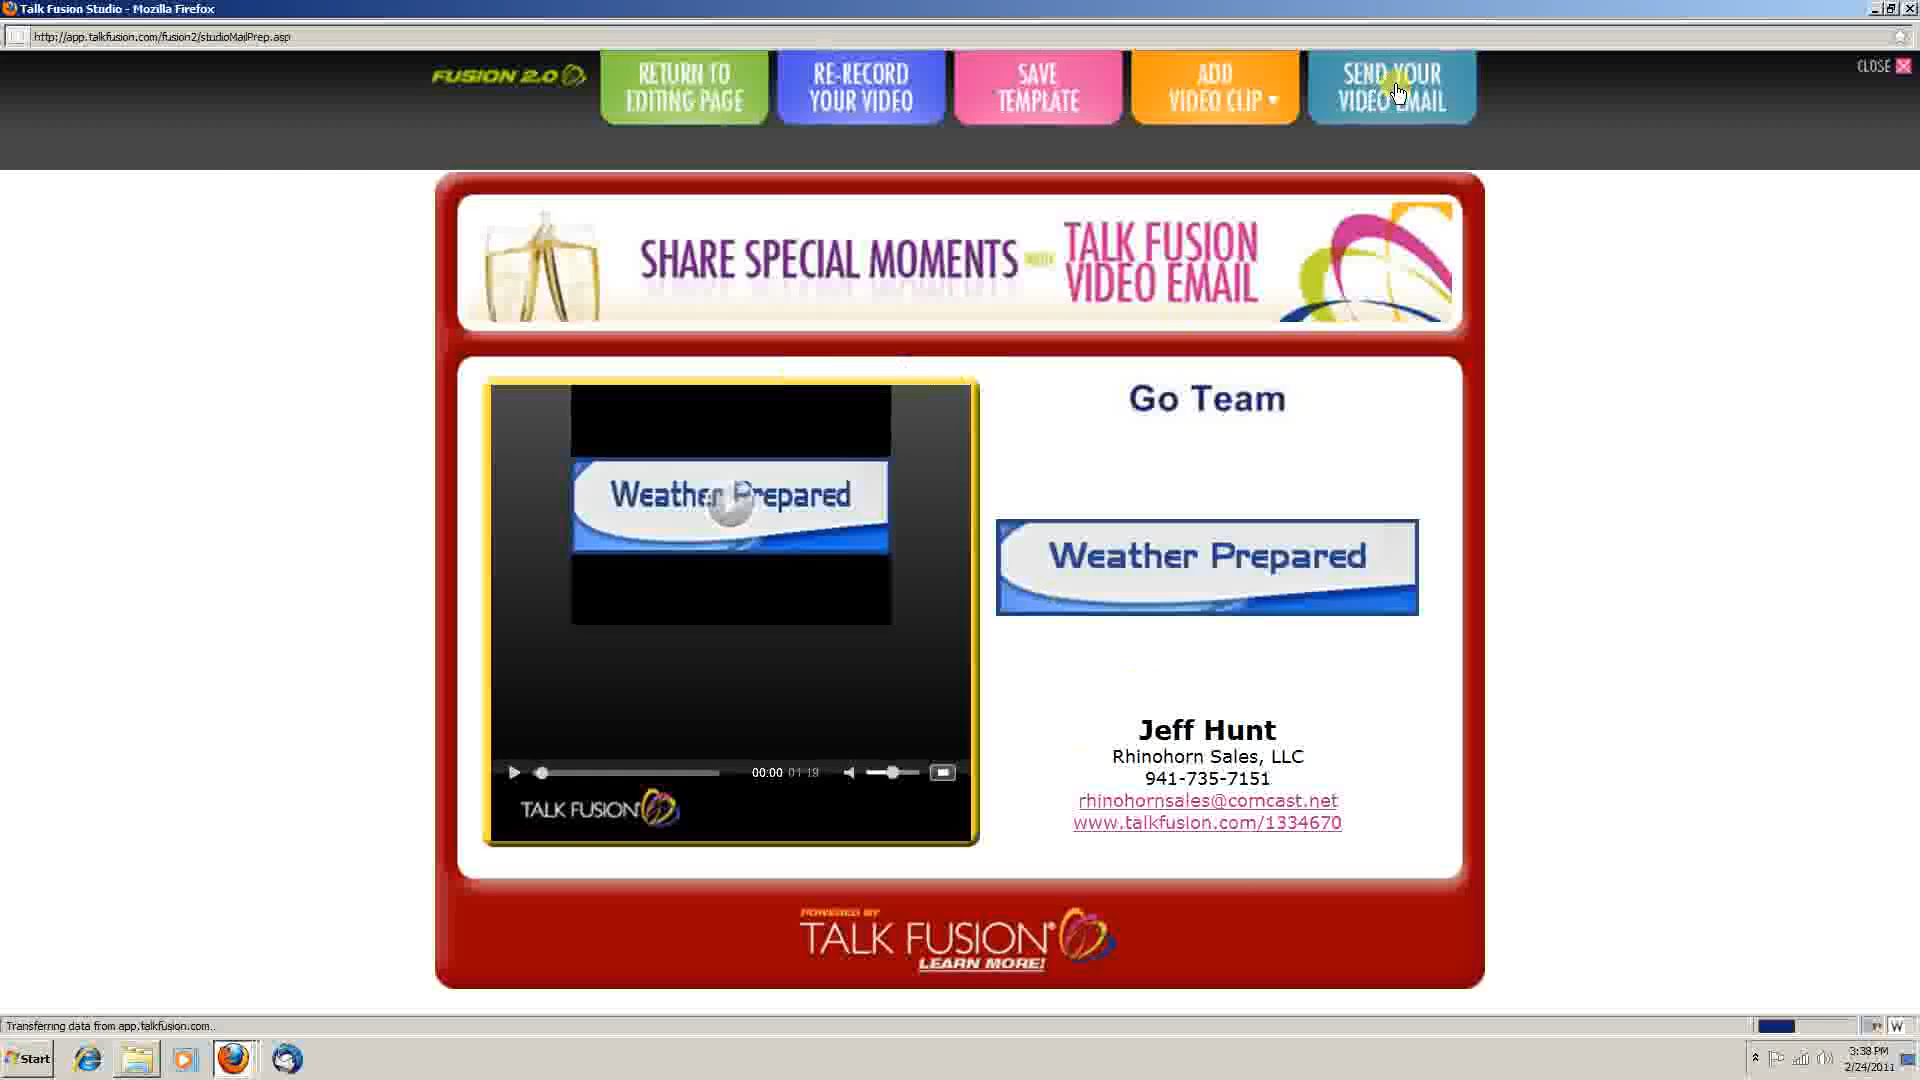 Talk Fusion Studio - Mozilla Firefox
http://app.talkfusion.com/fusion2/studioMailPrep.asp
FUSION 2.0
RETURN TO
EDITING PAGE
RE-RECORD
YOUR VIDEO
SAVE
TEMPLATE
ADD
VIDEO CLIP
SEND YOUR
VIDEO EMAIL
CLOSE
SHARE SPECIAL MOMENTS WITH TALK FUSION
VIDEO EMAIL
Go Team
Weather Prepared
Weather Prepared
Jeff Hunt
Rhinohorn Sales, LLC
941-735-7151
rhinohornsales@comcast.net
www.talkfusion.com/1334670
00:00 01:19
TALK FUSION
POWERED BY
TALK FUSION®
LEARN MORE!
Transferring data from app.talkfusion.com..
W
Start
3:38 PM
2/24/2011